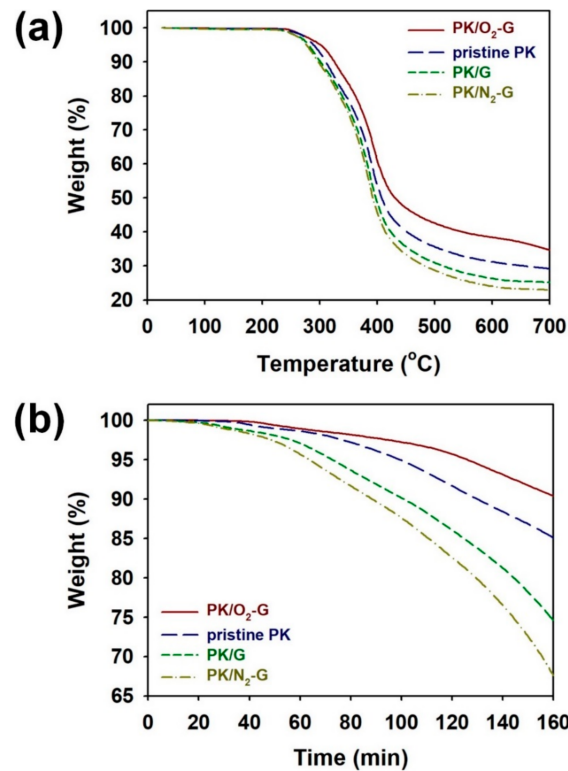 (a)
PK/O₂-G
pristine PK
PK/G
PK/N₂-G
Weight (%)
100
90
80
70
60
50
40
30
20
0
100
200
300
400
500
600
700
Temperature (°C)
(b)
Weight (%)
100
95
90
85
80
75
70
65
PK/O₂-G
pristine PK
PK/G
PK/N₂-G
0
20
40
60
80
100
120
140
160
Time (min)